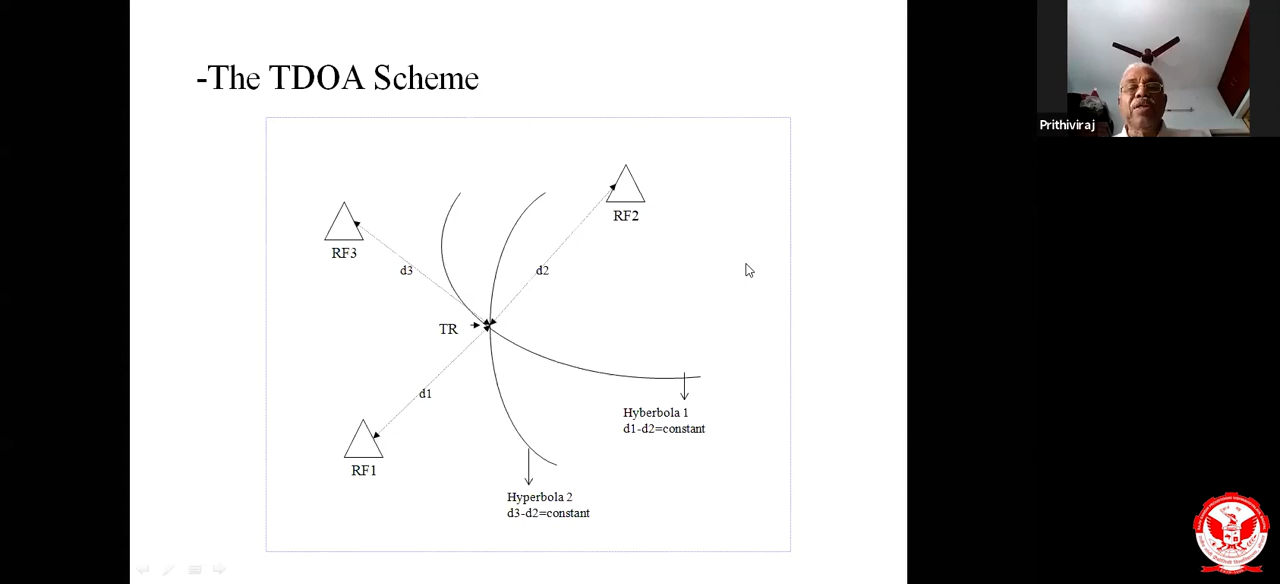 -The TDOA Scheme
Prithiviraj
RF2
RF3
d3
d2
TR
d1
Hyberbola 1
d1-d2=constant
RF1
Hyperbola 2
d3-d2=constant